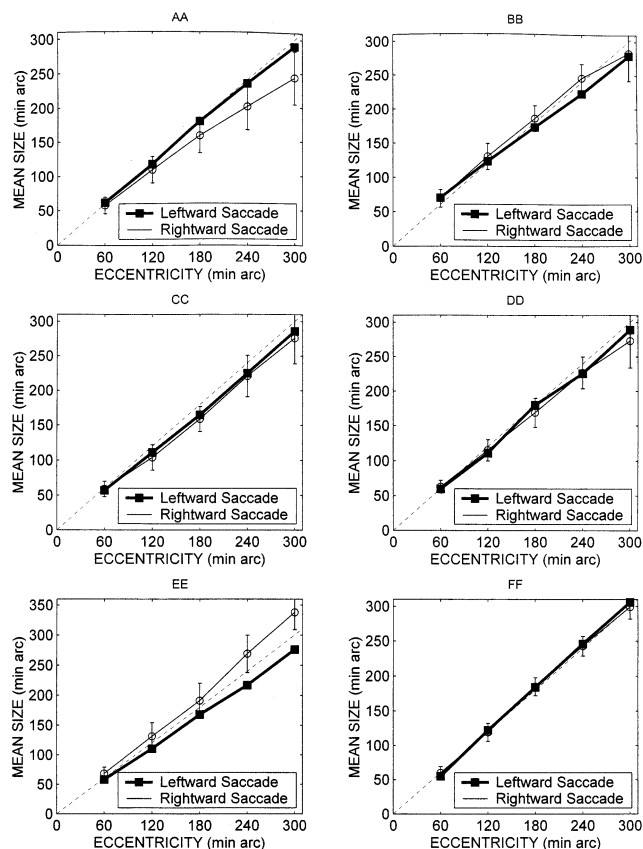 AA
300
250
200
150
100
50
0
MEAN SIZE (min arc)
Leftward Saccade
Rightward Saccade
0 60 120 180 240 300
ECCENTRICITY (min arc)
BB
300
250
200
150
100
50
0
MEAN SIZE (min arc)
Leftward Saccade
Rightward Saccade
0 60 120 180 240 300
ECCENTRICITY (min arc)
CC
300
250
200
150
100
50
0
MEAN SIZE (min arc)
Leftward Saccade
Rightward Saccade
0 60 120 180 240 300
ECCENTRICITY (min arc)
DD
300
250
200
150
100
50
0
MEAN SIZE (min arc)
Leftward Saccade
Rightward Saccade
0 60 120 180 240 300
ECCENTRICITY (min arc)
EE
350
300
250
200
150
100
50
0
MEAN SIZE (min arc)
Leftward Saccade
Rightward Saccade
0 60 120 180 240 300
ECCENTRICITY (min arc)
FF
300
250
200
150
100
50
0
MEAN SIZE (min arc)
Leftward Saccade
Rightward Saccade
0 60 120 180 240 300
ECCENTRICITY (min arc)